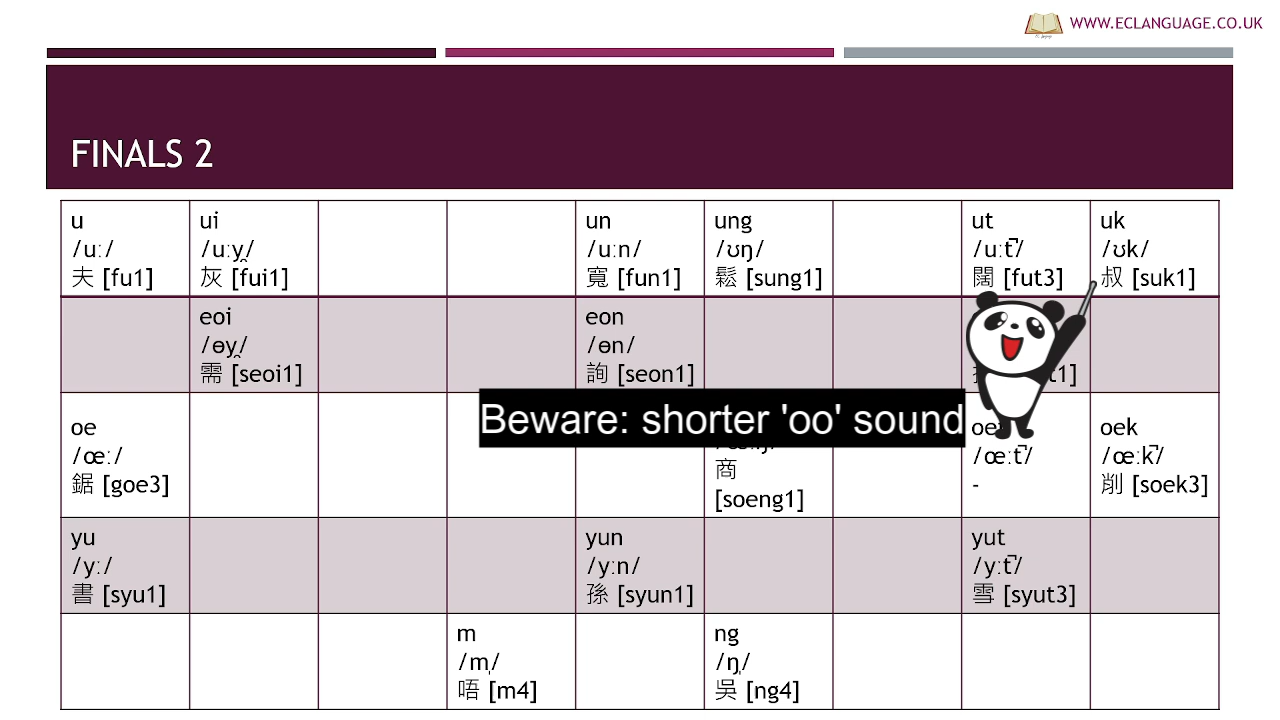 WWW.ECLANGUAGE.CO.UK
FINALS 2
u
/uː/
夫 [fu1]
ui
/uːy̯/
灰 [fui1]
un
/uːn/
寬 [fun1]
ung
/ʊŋ/
鬆 [sung1]
ut
/uːt̚/
闊 [fut3]
uk
/ʊk/
叔 [suk1]
eoi
/ɵy̯/
需 [seoi1]
eon
/ɵn/
詢 [seon1]
Beware: shorter 'oo' sound
oe
/œː/
鋸 [goe3]
商
[soeng1]
/œːt̚/
-
oek
/œːk̚/
削 [soek3]
yu
/yː/
書 [syu1]
yun
/yːn/
孫 [syun1]
yut
/yːt̚/
雪 [syut3]
m
/m̩/
唔 [m4]
ng
/ŋ̩/
吳 [ng4]